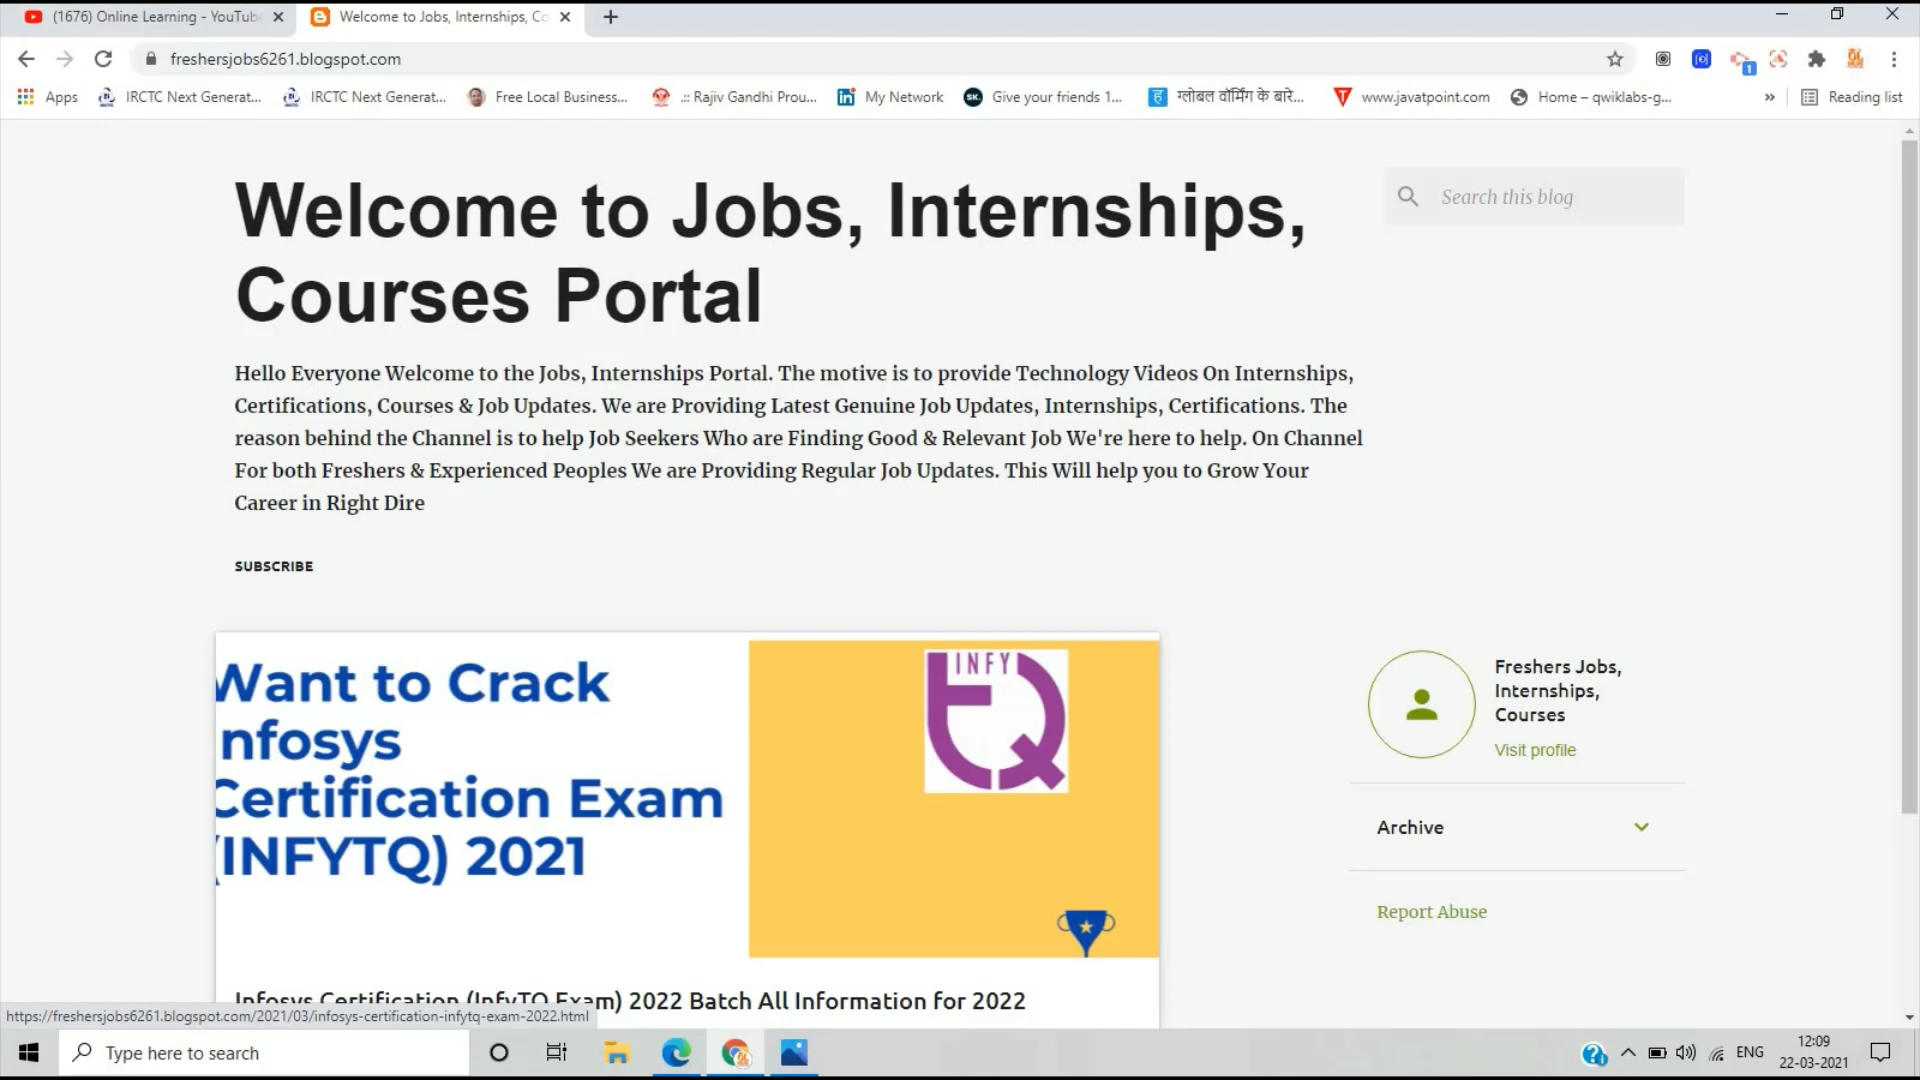 (1676) Online Learning - YouTub
Welcome to Jobs, Internships, Co
freshersjobs6261.blogspot.com
Apps
IRCTC Next Generat...
IRCTC Next Generat...
Free Local Business...
.:: Rajiv Gandhi Prou...
My Network
SK.
Give your friends 1...
ग्लोबल वॉर्मिंग के बारे...
www.javatpoint.com
Home – qwiklabs-g...
»
Reading list
Welcome to Jobs, Internships,
Courses Portal
Search this blog
Hello Everyone Welcome to the Jobs, Internships Portal. The motive is to provide Technology Videos On Internships,
Certifications, Courses & Job Updates. We are Providing Latest Genuine Job Updates, Internships, Certifications. The
reason behind the Channel is to help Job Seekers Who are Finding Good & Relevant Job We're here to help. On Channel
For both Freshers & Experienced Peoples We are Providing Regular Job Updates. This Will help you to Grow Your
Career in Right Dire
SUBSCRIBE
Want to Crack
Infosys
Certification Exam
(INFYTQ) 2021
INFY
TQ
Freshers Jobs,
Internships,
Courses
Visit profile
Archive
Report Abuse
Infosys Certification (InfyTQ Exam) 2022 Batch All Information for 2022
https://freshersjobs6261.blogspot.com/2021/03/infosys-certification-infytq-exam-2022.html
Type here to search
ENG
12:09
22-03-2021